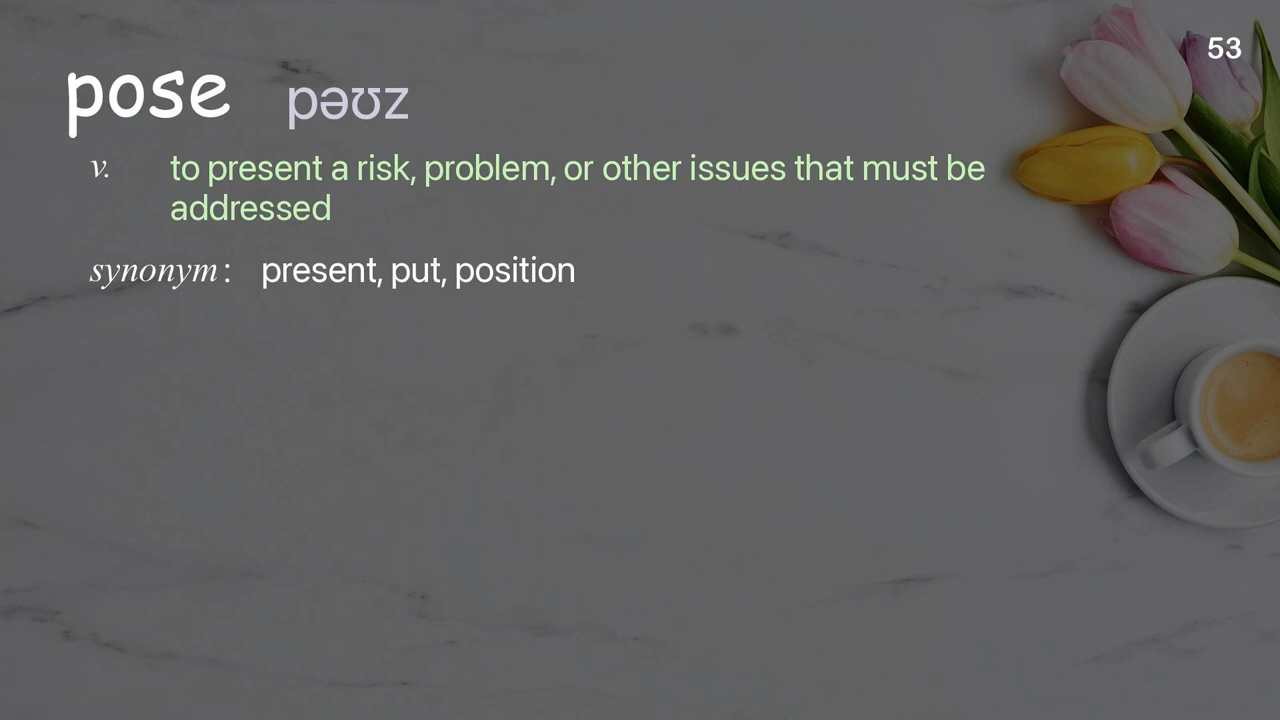 53
pose pəʊz
v. to present a risk, problem, or other issues that must be
addressed
synonym: present, put, position